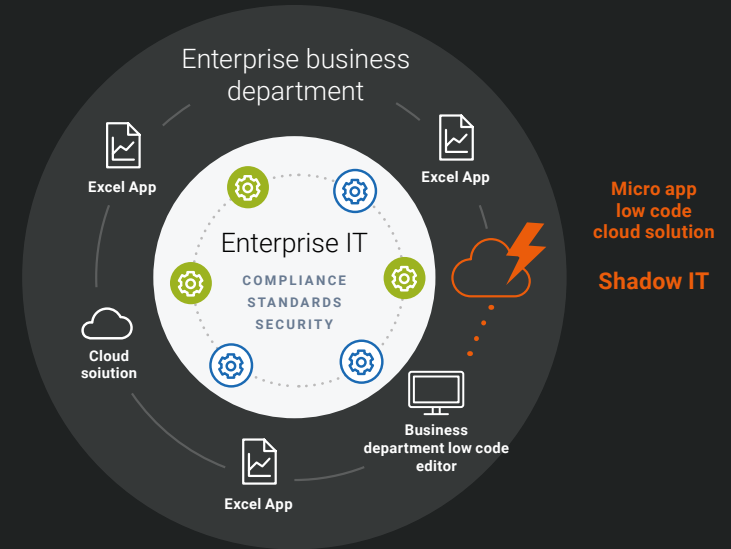 Enterprise business
department
Excel App
Excel App
Micro app
low code
cloud solution
Shadow IT
Enterprise IT
COMPLIANCE
STANDARDS
SECURITY
Cloud
soiution
Business
department low code
editor
Excel App